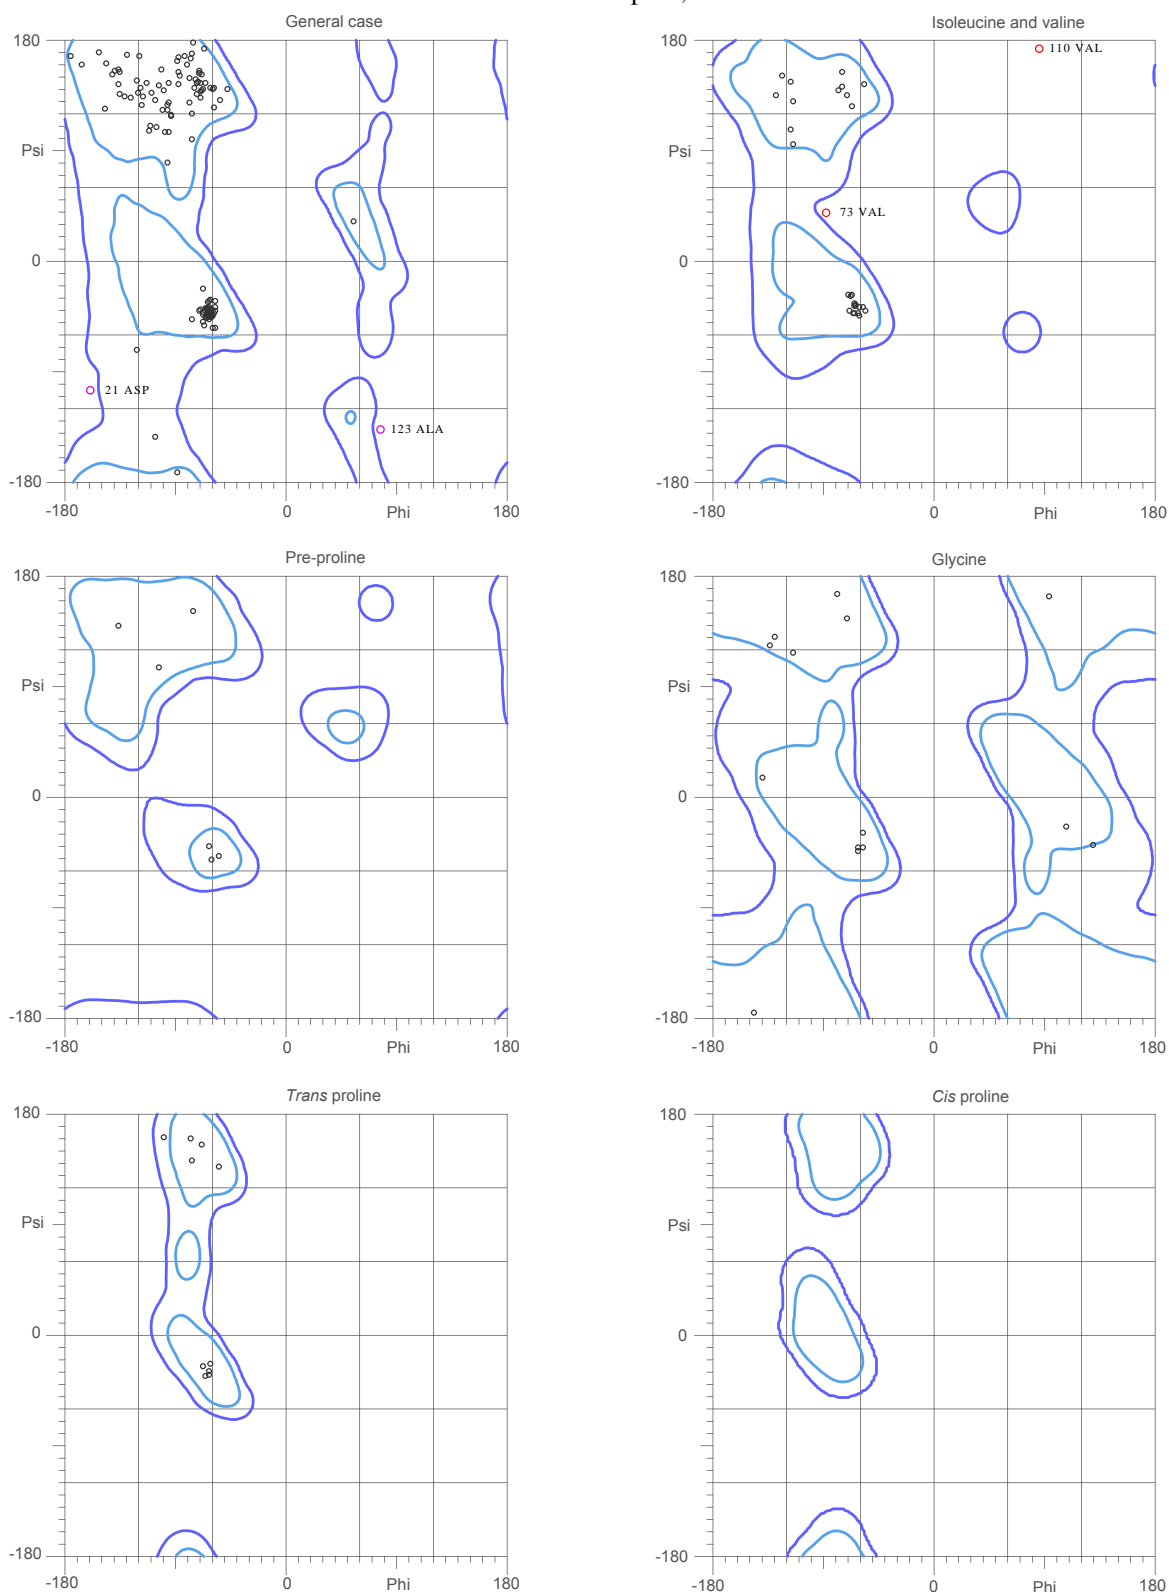 General case
180
Psi
0
-180
-180
0
Phi
180
21 ASP
123 ALA
Isoleucine and valine
180
Psi
0
-180
-180
0
Phi
180
110 VAL
73 VAL
Pre-proline
180
Psi
0
-180
-180
0
Phi
180
Glycine
180
Psi
0
-180
-180
0
Phi
180
Trans proline
180
Psi
0
-180
-180
0
Phi
180
Cis proline
180
Psi
0
-180
-180
0
Phi
180